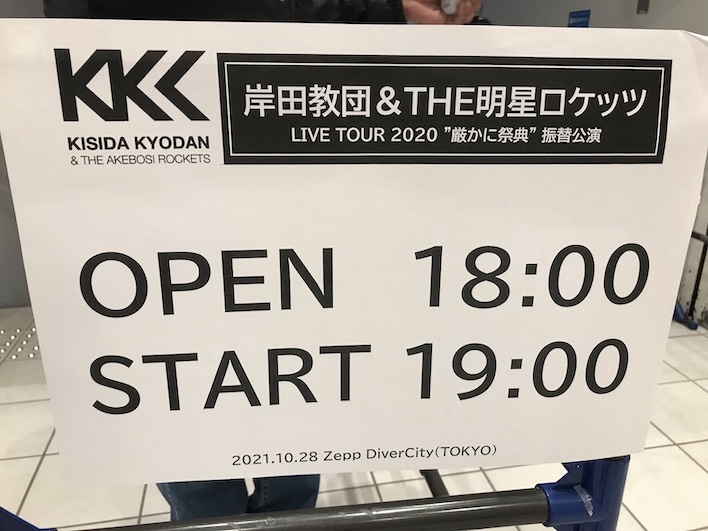 KKC
KISIDA KYODAN
& THE AKEBOSI ROCKETS
岸田教団&THE明星ロケッツ
LIVE TOUR 2020 ”厳かに祭典” 振替公演
OPEN 18:00
START 19:00
2021.10.28 Zepp DiverCity(TOKYO)